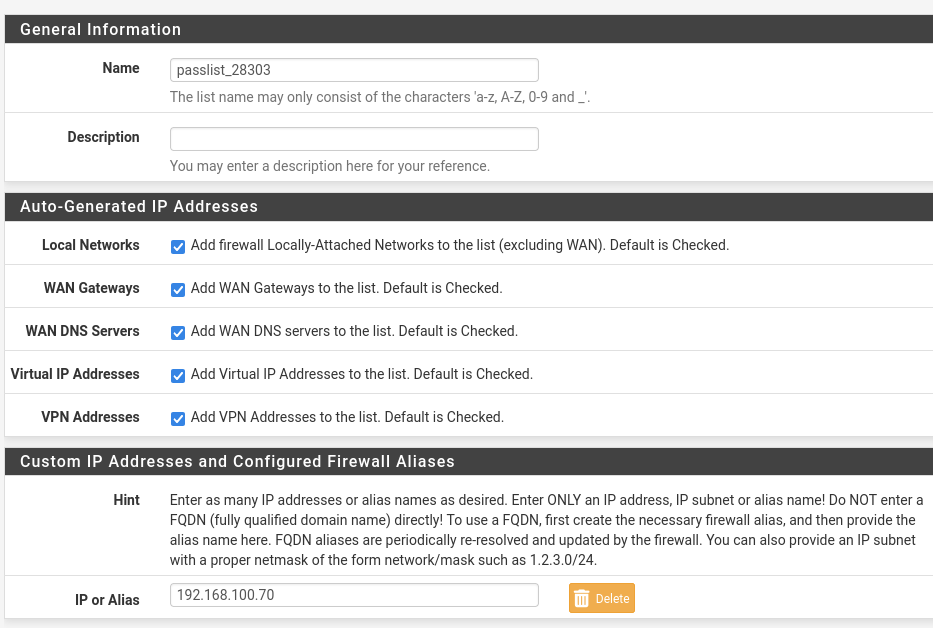 General Information
Name passlist_28303
The list name may only consist of the characters 'a-z, A-Z, 0-9 and _'.
Description
You may enter a description here for your reference.
Auto-Generated IP Addresses
Local Networks Add firewall Locally-Attached Networks to the list (excluding WAN). Default is Checked.
WAN Gateways Add WAN Gateways to the list. Default is Checked.
WAN DNS Servers Add WAN DNS servers to the list. Default is Checked.
Virtual IP Addresses Add Virtual IP Addresses to the list. Default is Checked.
VPN Addresses Add VPN Addresses to the list. Default is Checked.
Custom IP Addresses and Configured Firewall Aliases
Hint Enter as many IP addresses or alias names as desired. Enter ONLY an IP address, IP subnet or alias name! Do NOT enter a
FQDN (fully qualified domain name) directly! To use a FQDN, first create the necessary firewall alias, and then provide the
alias name here. FQDN aliases are periodically re-resolved and updated by the firewall. You can also provide an IP subnet
with a proper netmask of the form network/mask such as 1.2.3.0/24.
IP or Alias 192.168.100.70 Delete